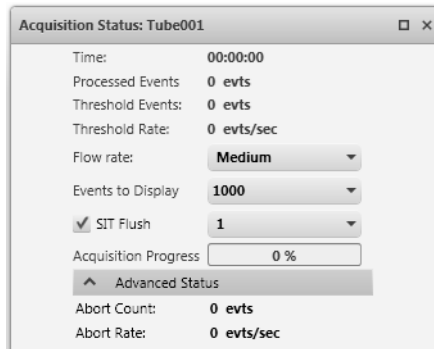 Acquisition Status: Tube001
Time: 00:00:00
Processed Events 0 evts
Threshold Events: 0 evts
Threshold Rate: 0 evts/sec
Flow rate: Medium
Events to Display 1000
SIT Flush 1
Acquisition Progress 0 %
Advanced Status
Abort Count: 0 evts
Abort Rate: 0 evts/sec